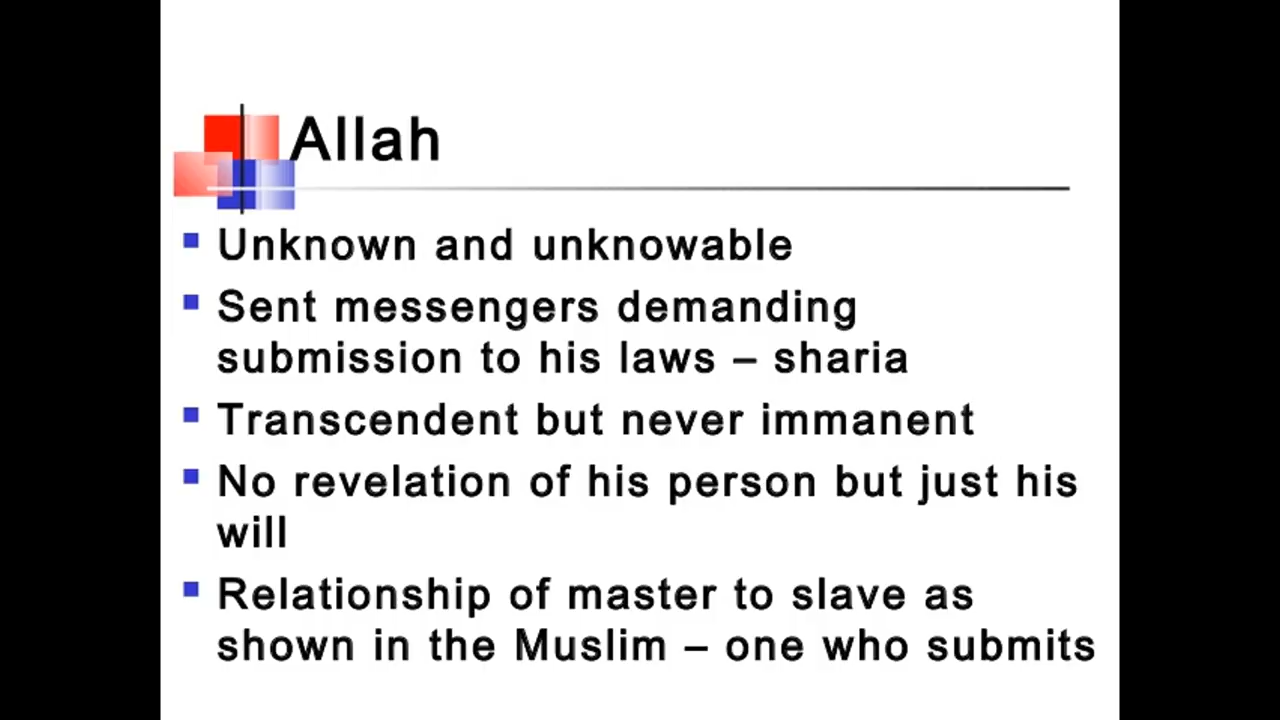 Allah
Unknown and unknowable
Sent messengers demanding
submission to his laws – sharia
Transcendent but never immanent
No revelation of his person but just his
will
Relationship of master to slave as
shown in the Muslim – one who submits